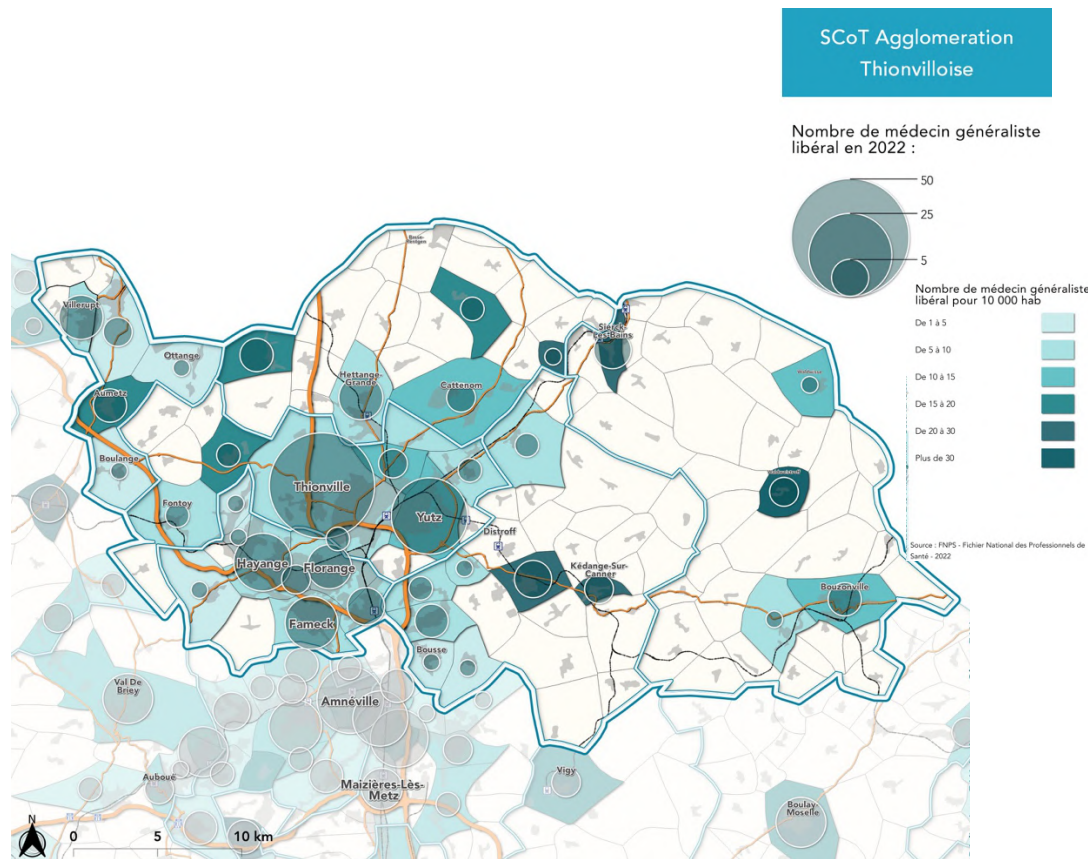 SCoT Agglomeration
Thionvilloise
Nombre de médecin généraliste
libéral en 2022 :
50
25
5
Nombre de médecin généraliste
libéral pour 10 000 hab
De 1 à 5
De 5 à 10
De 10 à 15
De 15 à 20
De 20 à 30
Plus de 30
Source : FNPS - Fichier National des Professionnels de
Santé - 2022
Villerupt
Ottange
Aumetz
Boulange
Fontoy
Hettange-
Grande
Cattenom
Sierck-
Les-Bains
Thionville
Yutz
Distroff
Hayange
Florange
Kédange-Sur-
Canner
Fameck
Bousse
Bouzonville
Val De
Briey
Amnéville
Auboué
Maizières-Lès-
Metz
Vigy
Boulay-
Moselle
N
0 5 10 km